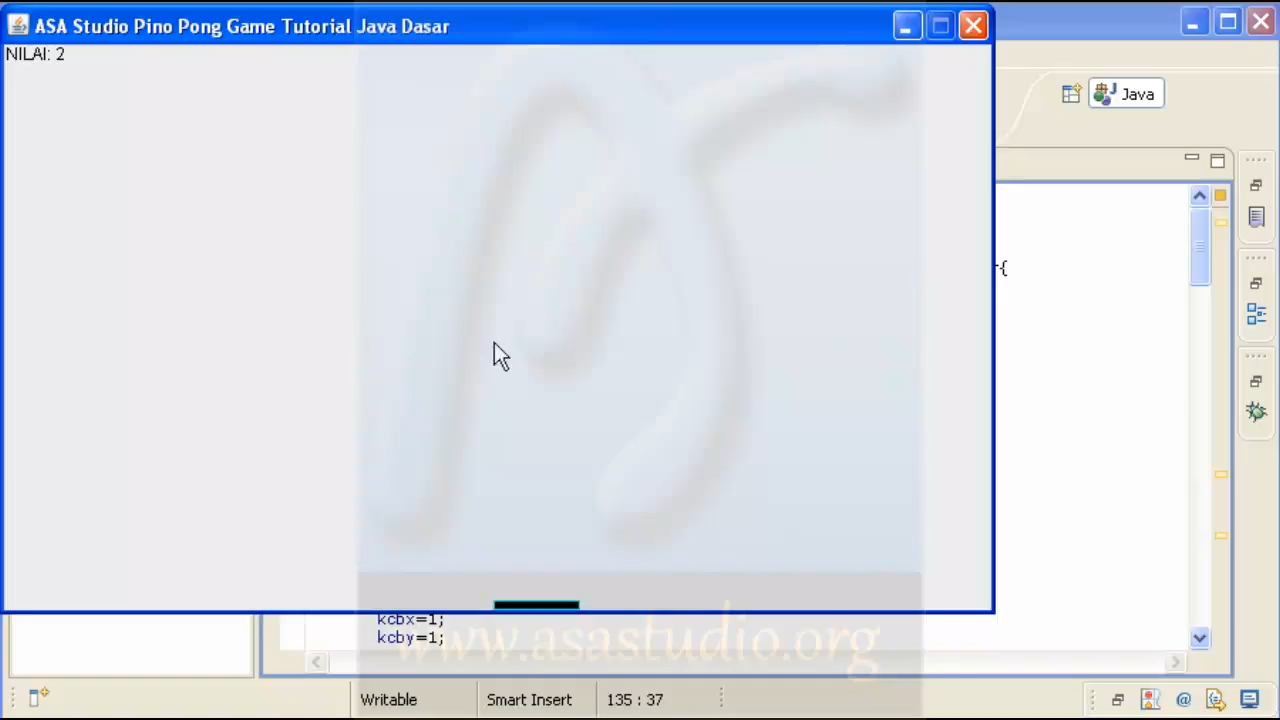 ASA Studio Pino Pong Game Tutorial Java Dasar
NILAI: 2
Java
r{
kcbx=1;
kcby=1;
www.asastudio.org
Writable
Smart Insert
135 : 37